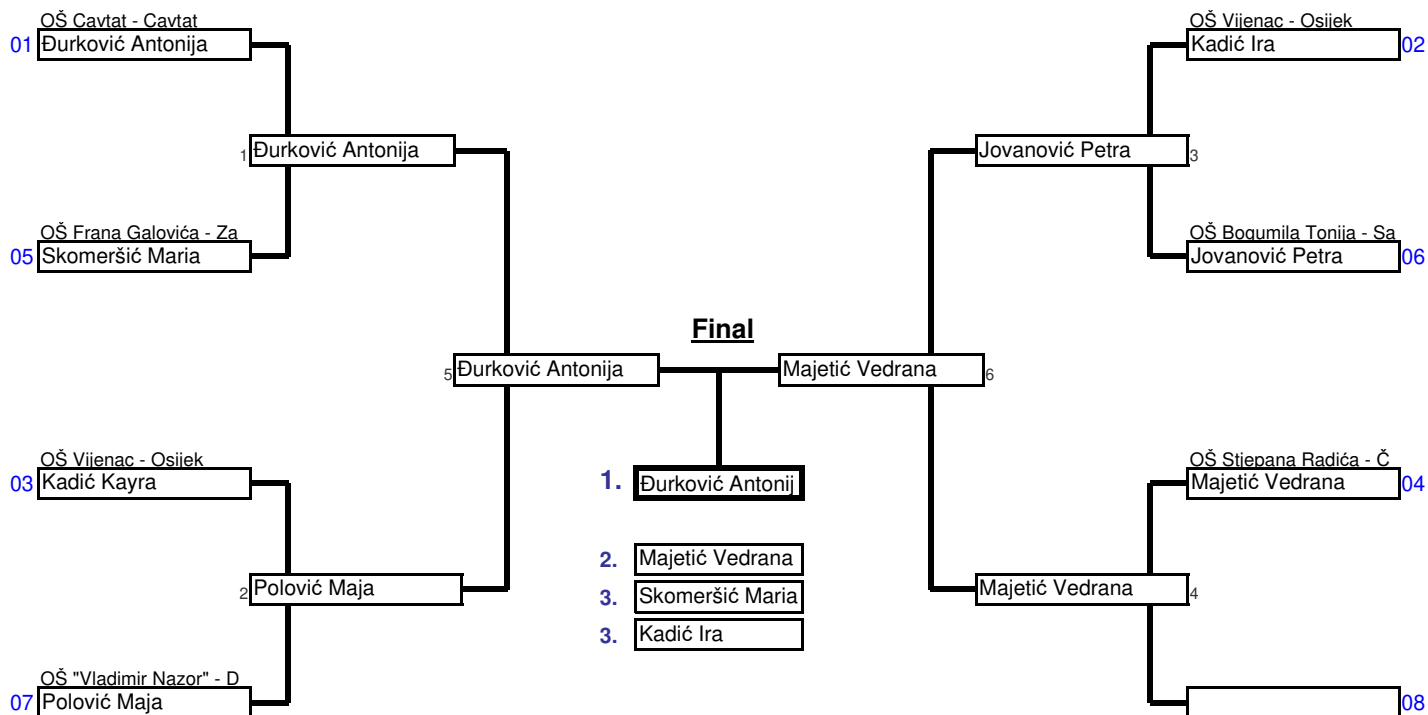 OŠ Cavtat - Cavtat
01 Đurković Antonija
OŠ Vijenac - Osijek
Kadić Ira 02
1 Đurković Antonija
Jovanović Petra 3
OŠ Frana Galovića - Za
05 Skomeršić Maria
OŠ Bogumila Tonija - Sa
Jovanović Petra 06
Final
5 Đurković Antonija
Majetić Vedrana 6
OŠ Vijenac - Osijek
03 Kadić Kayra
1. Đurković Antonij
OŠ Stjepana Radića - Č
Majetić Vedrana 04
2. Majetić Vedrana
2 Polović Maja
Majetić Vedrana 4
3. Skomeršić Maria
3. Kadić Ira
OŠ "Vladimir Nazor" - D
07 Polović Maja
08